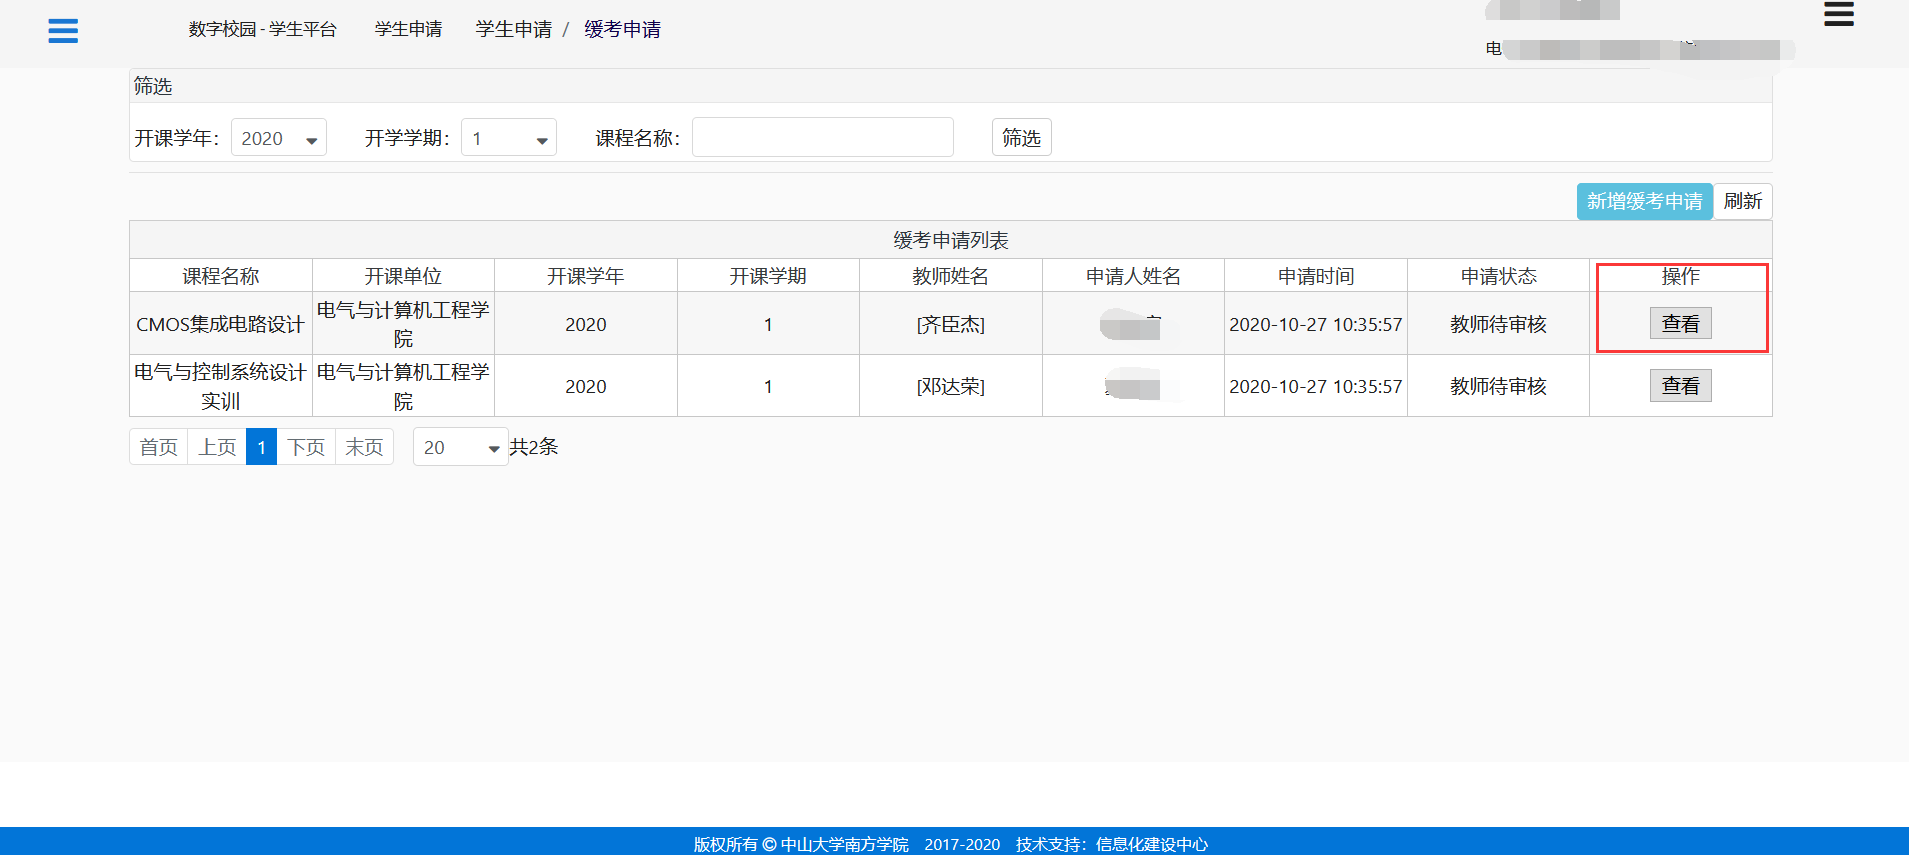 数字校园 - 学生平台 学生申请 学生申请 / 缓考申请
电
筛选
开课学年： 2020 开学学期： 1 课程名称： 筛选
新增缓考申请 刷新
缓考申请列表
课程名称 开课单位 开课学年 开课学期 教师姓名 申请人姓名 申请时间 申请状态 操作
CMOS集成电路设计 电气与计算机工程学院 2020 1 [齐臣杰] 2020-10-27 10:35:57 教师待审核 查看
电气与控制系统设计实训 电气与计算机工程学院 2020 1 [邓达荣] 2020-10-27 10:35:57 教师待审核 查看
首页 上页 1 下页 末页 20 共2条
版权所有 © 中山大学南方学院 2017-2020 技术支持：信息化建设中心